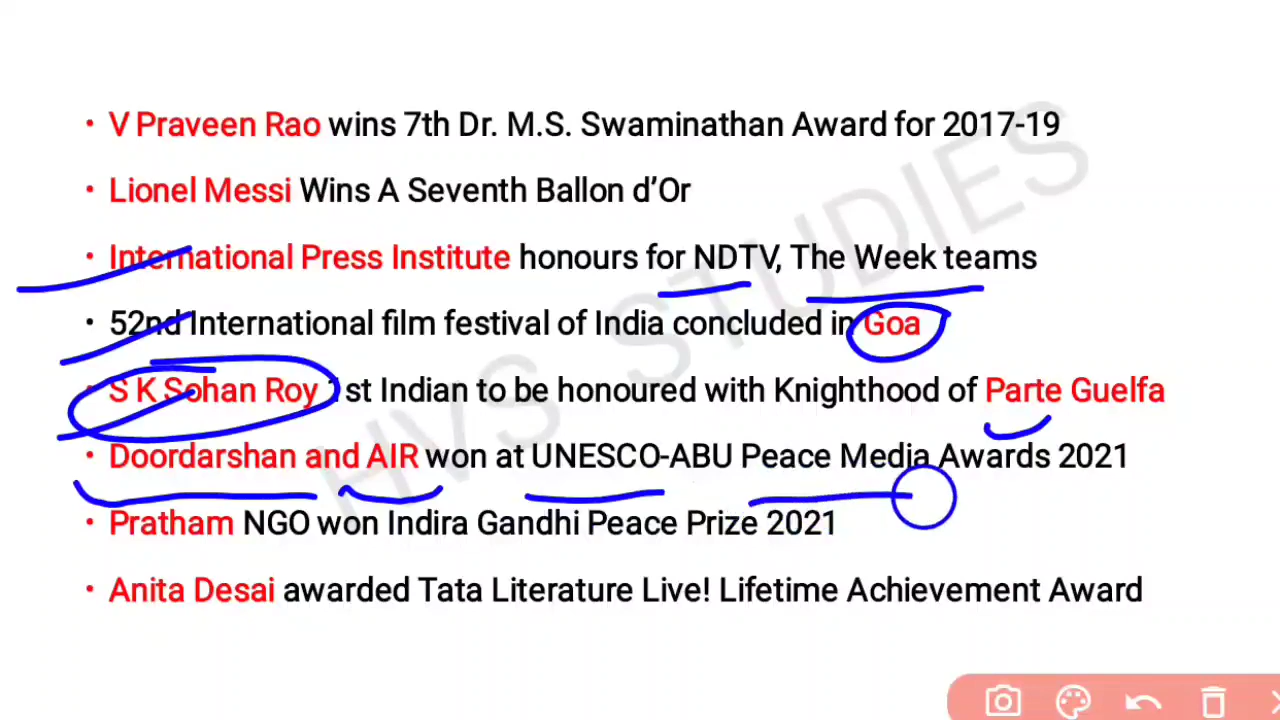 • V Praveen Rao wins 7th Dr. M.S. Swaminathan Award for 2017-19
• Lionel Messi Wins A Seventh Ballon d’Or
• International Press Institute honours for NDTV, The Week teams
• 52nd International film festival of India concluded in Goa
• S K Sohan Roy 1st Indian to be honoured with Knighthood of Parte Guelfa
• Doordarshan and AIR won at UNESCO-ABU Peace Media Awards 2021
• Pratham NGO won Indira Gandhi Peace Prize 2021
• Anita Desai awarded Tata Literature Live! Lifetime Achievement Award
HVS STUDIES